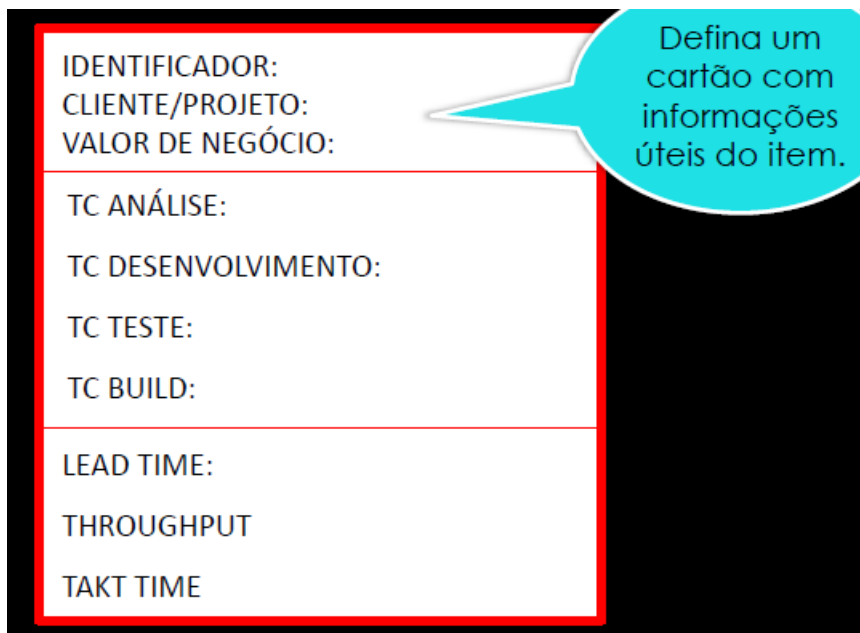 IDENTIFICADOR:
CLIENTE/PROJETO:
VALOR DE NEGÓCIO:
Defina um
cartão com
informações
úteis do item.
TC ANÁLISE:
TC DESENVOLVIMENTO:
TC TESTE:
TC BUILD:
LEAD TIME:
THROUGHPUT
TAKT TIME